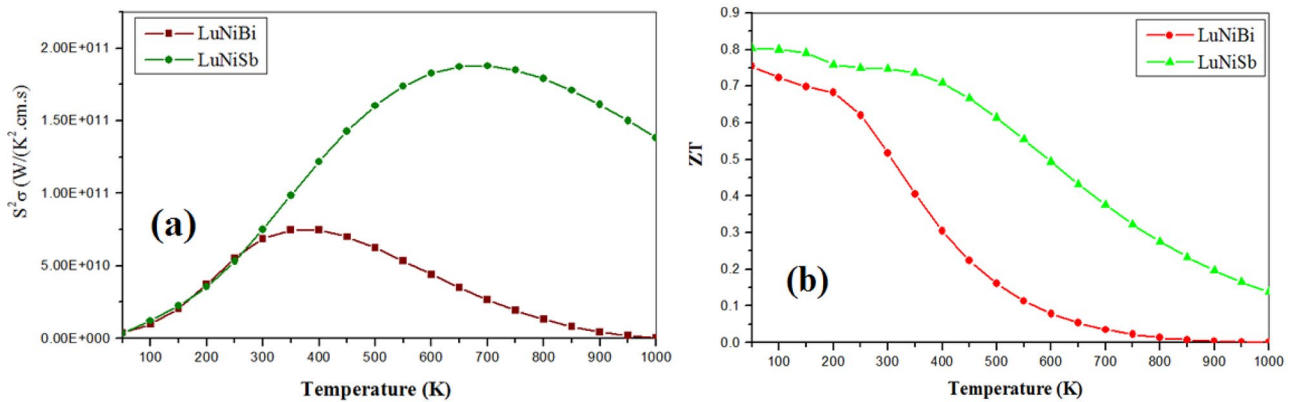 LuNiBi
LuNiSb
2.00E+011
1.50E+011
1.00E+011
5.00E+010
0.00E+000
S²σ (W/(K².cm.s)
(a)
100 200 300 400 500 600 700 800 900 1000
Temperature (K)
LuNiBi
LuNiSb
0.9
0.8
0.7
0.6
0.5
0.4
0.3
0.2
0.1
0.0
ZT
(b)
100 200 300 400 500 600 700 800 900 1000
Temperature (K)